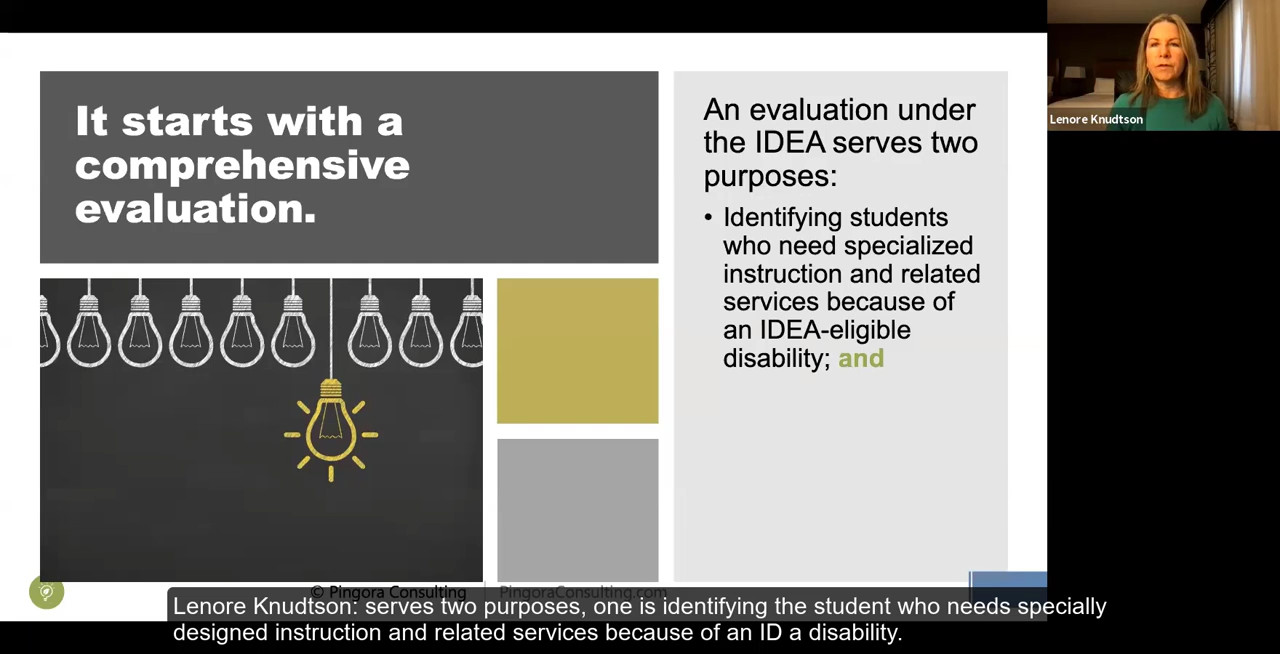 It starts with a
comprehensive
evaluation.
An evaluation under
the IDEA serves two
purposes:
• Identifying students
who need specialized
instruction and related
services because of
an IDEA-eligible
disability; and
Lenore Knudtson
© Pingora Consulting | PingoraConsulting.com
Lenore Knudtson: serves two purposes, one is identifying the student who needs specially
designed instruction and related services because of an ID a disability.